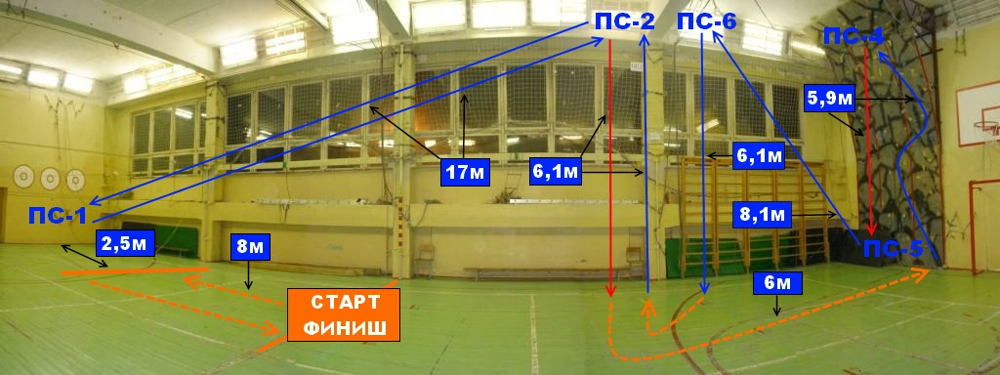 ПС-2
ПС-6
ПС-4
5,9м
17м
6,1м
6,1м
ПС-1
8,1м
2,5м
8м
ПС-5
6м
СТАРТ
ФИНИШ